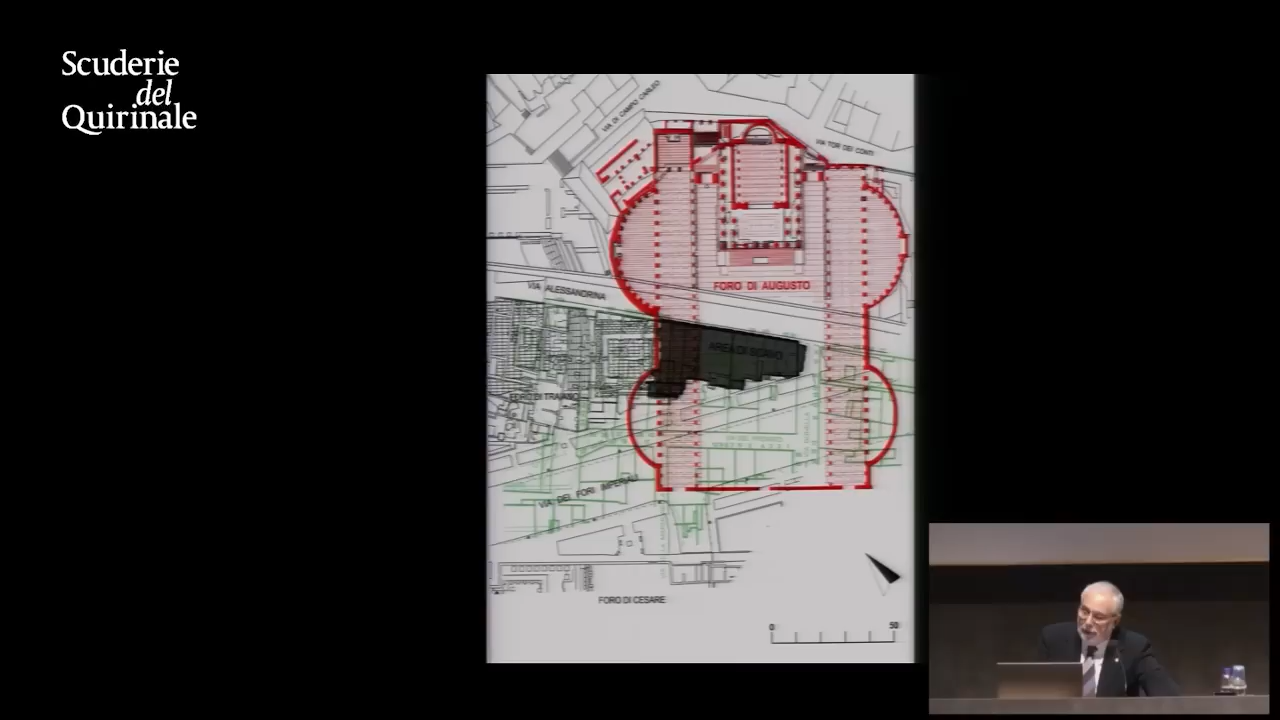 Scuderie
del
Quirinale
VIA DI CAMPO CARLEO
VIA TOR DEI CONTI
FORO DI AUGUSTO
VIA ALESSANDRINA
AREA DI SCAVO
FORO DI TRAIANO
VIA DEI FORI IMPERIALI
FORO DI CESARE
0 50